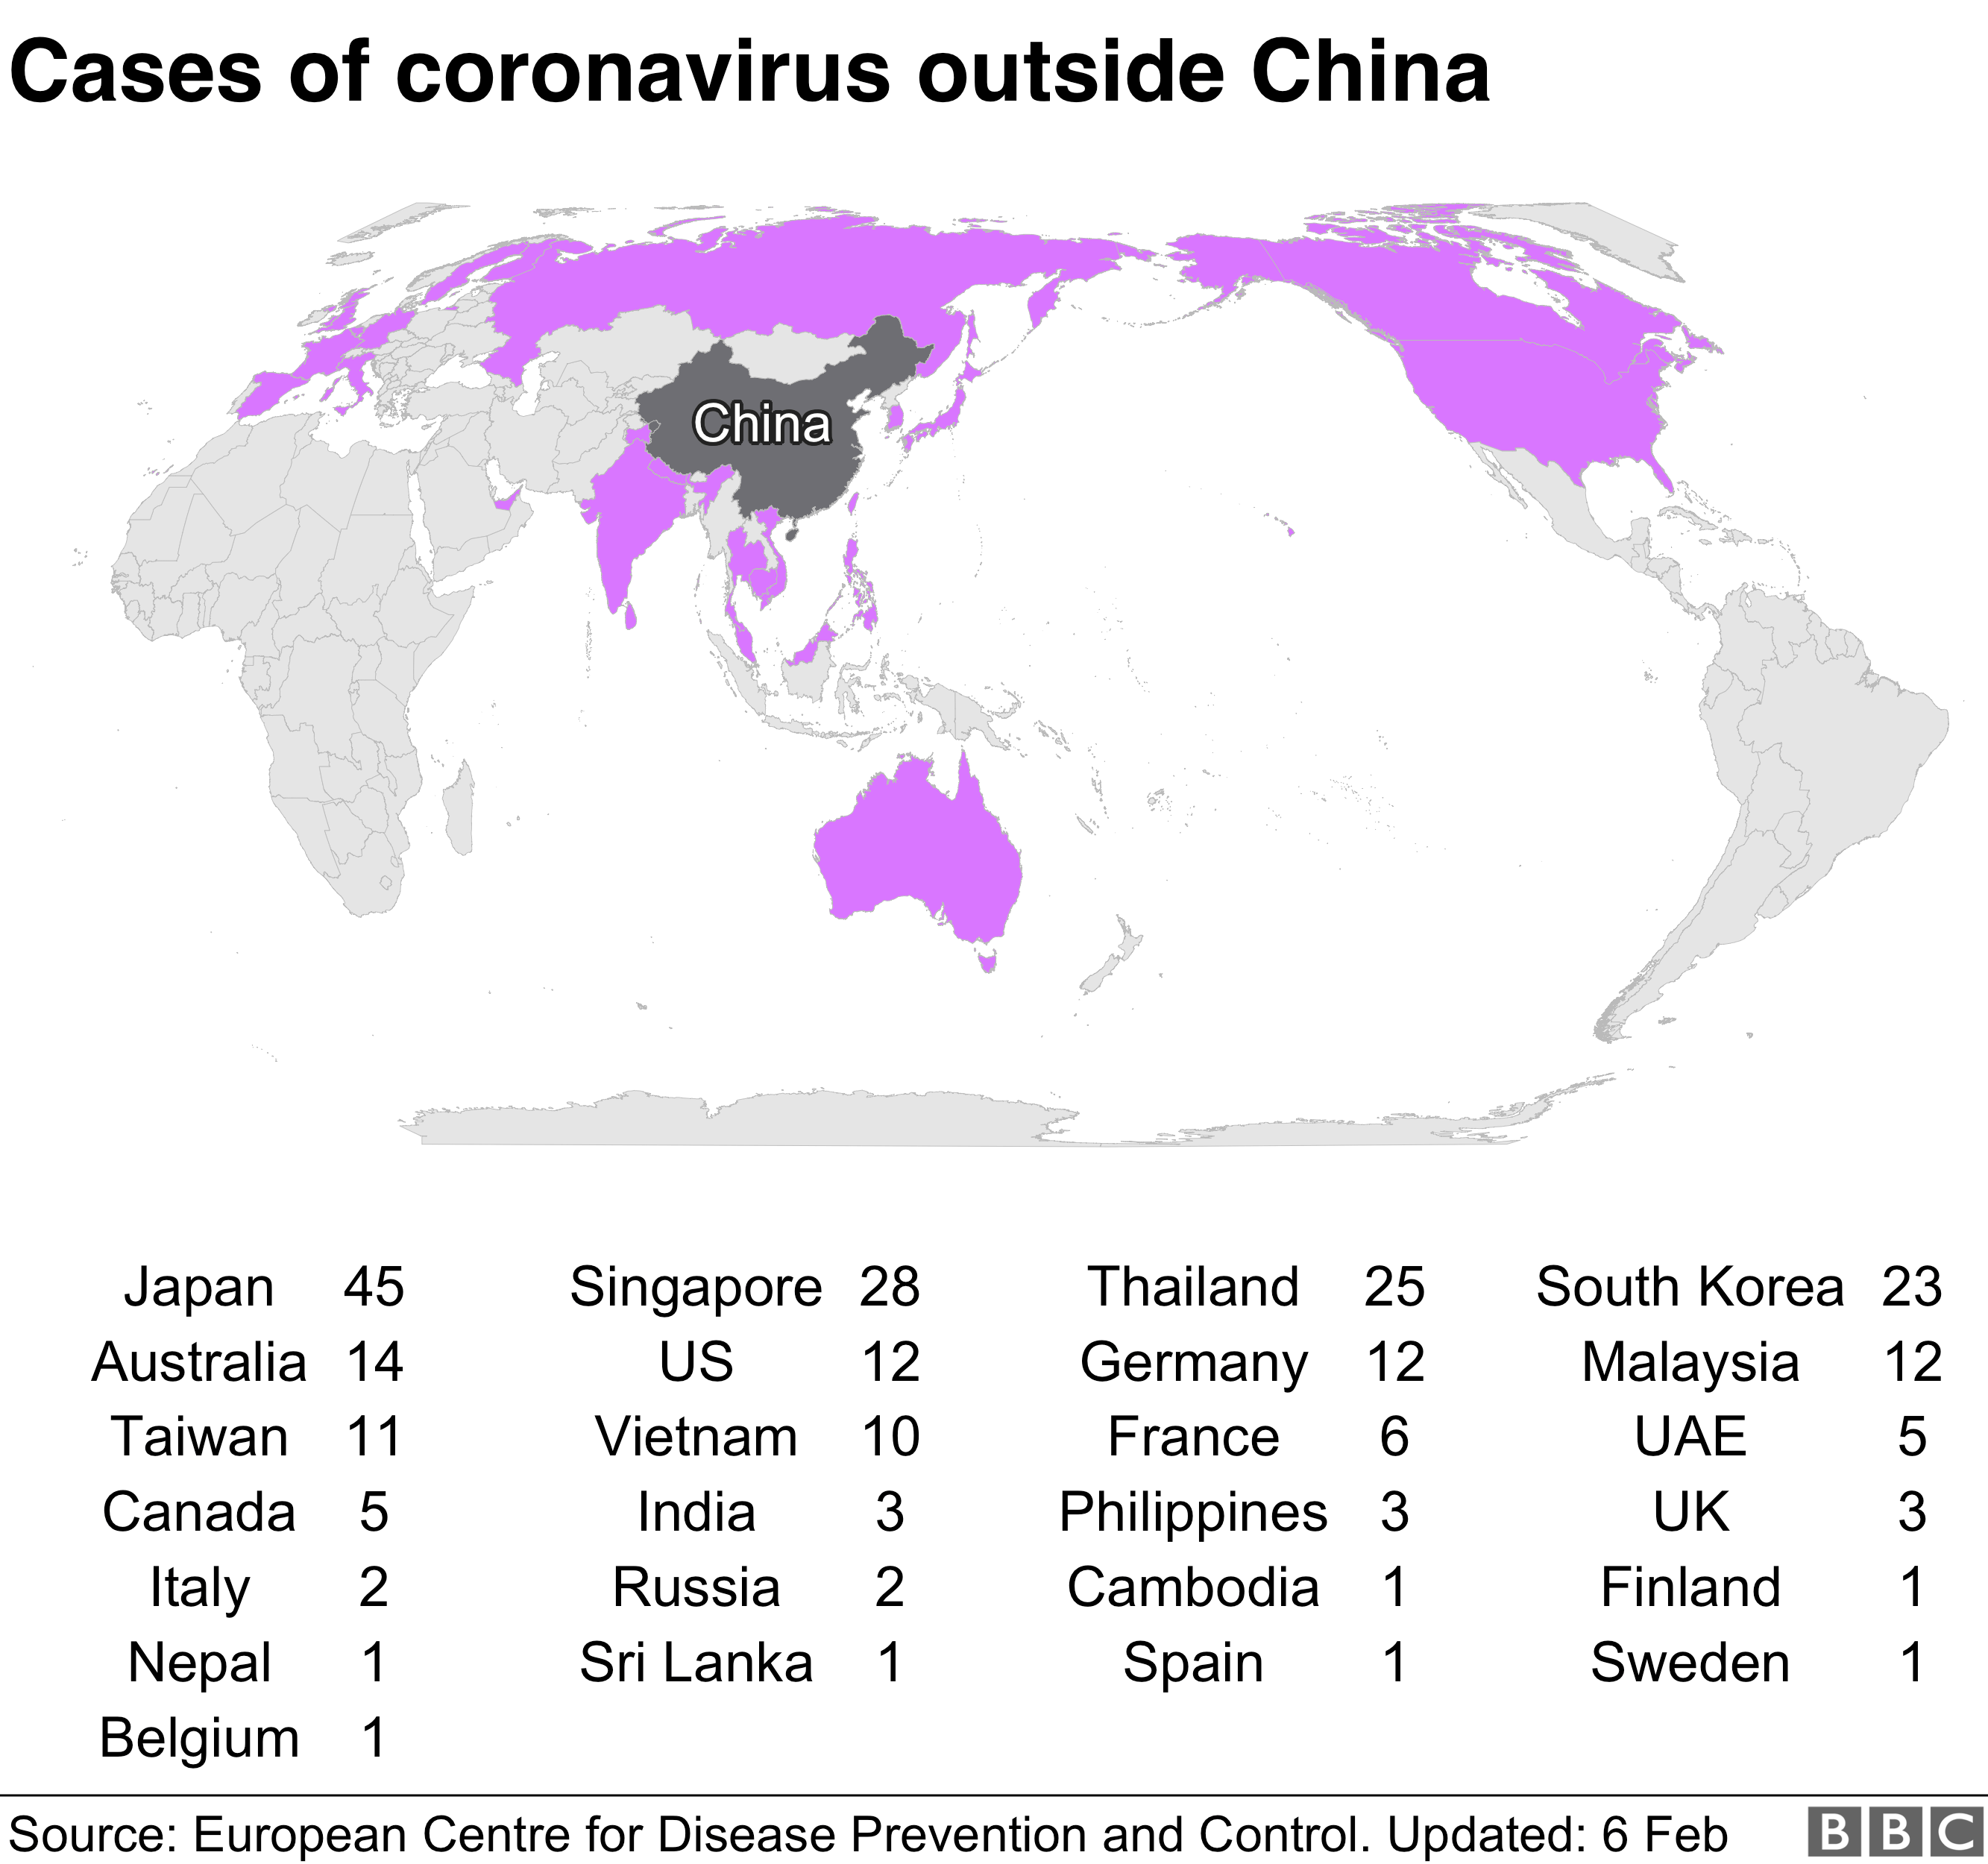 Cases of coronavirus outside China
China
Japan 45 Singapore 28 Thailand 25 South Korea 23
Australia 14 US 12 Germany 12 Malaysia 12
Taiwan 11 Vietnam 10 France 6 UAE 5
Canada 5 India 3 Philippines 3 UK 3
Italy 2 Russia 2 Cambodia 1 Finland 1
Nepal 1 Sri Lanka 1 Spain 1 Sweden 1
Belgium 1
Source: European Centre for Disease Prevention and Control. Updated: 6 Feb BBC